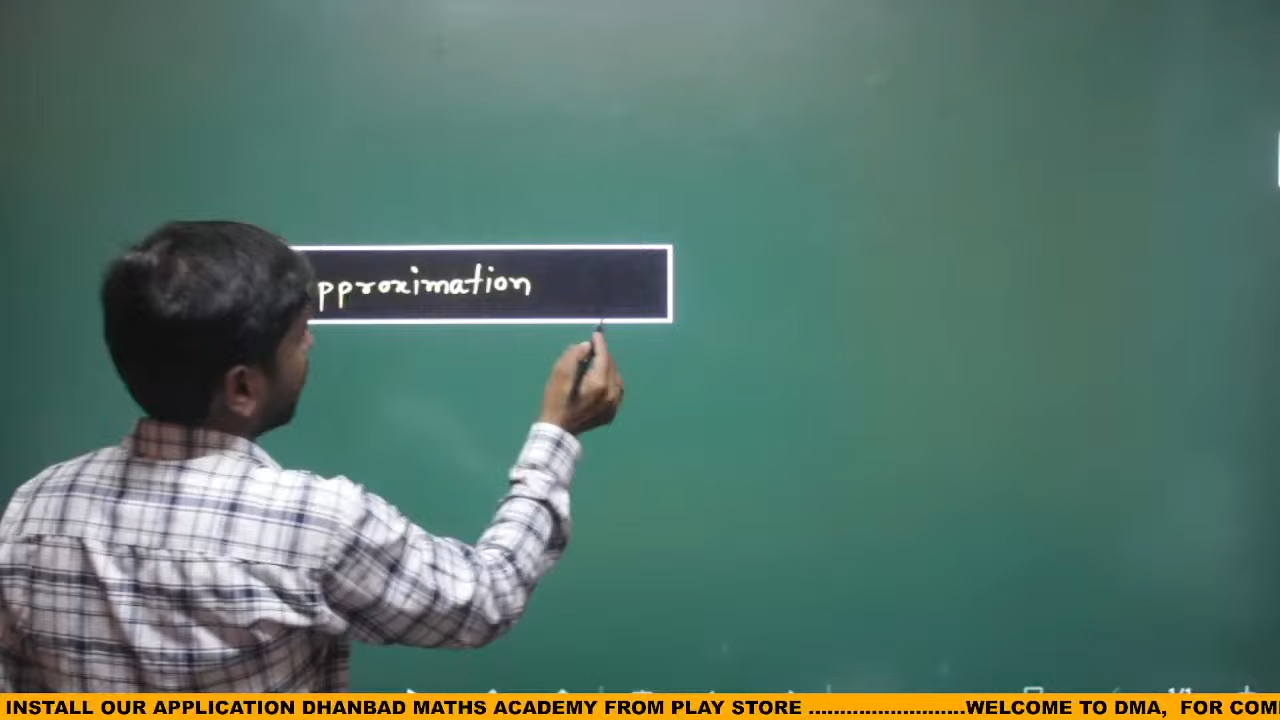 pproximation
INSTALL OUR APPLICATION DHANBAD MATHS ACADEMY FROM PLAY STORE .........................WELCOME TO DMA, FOR COM